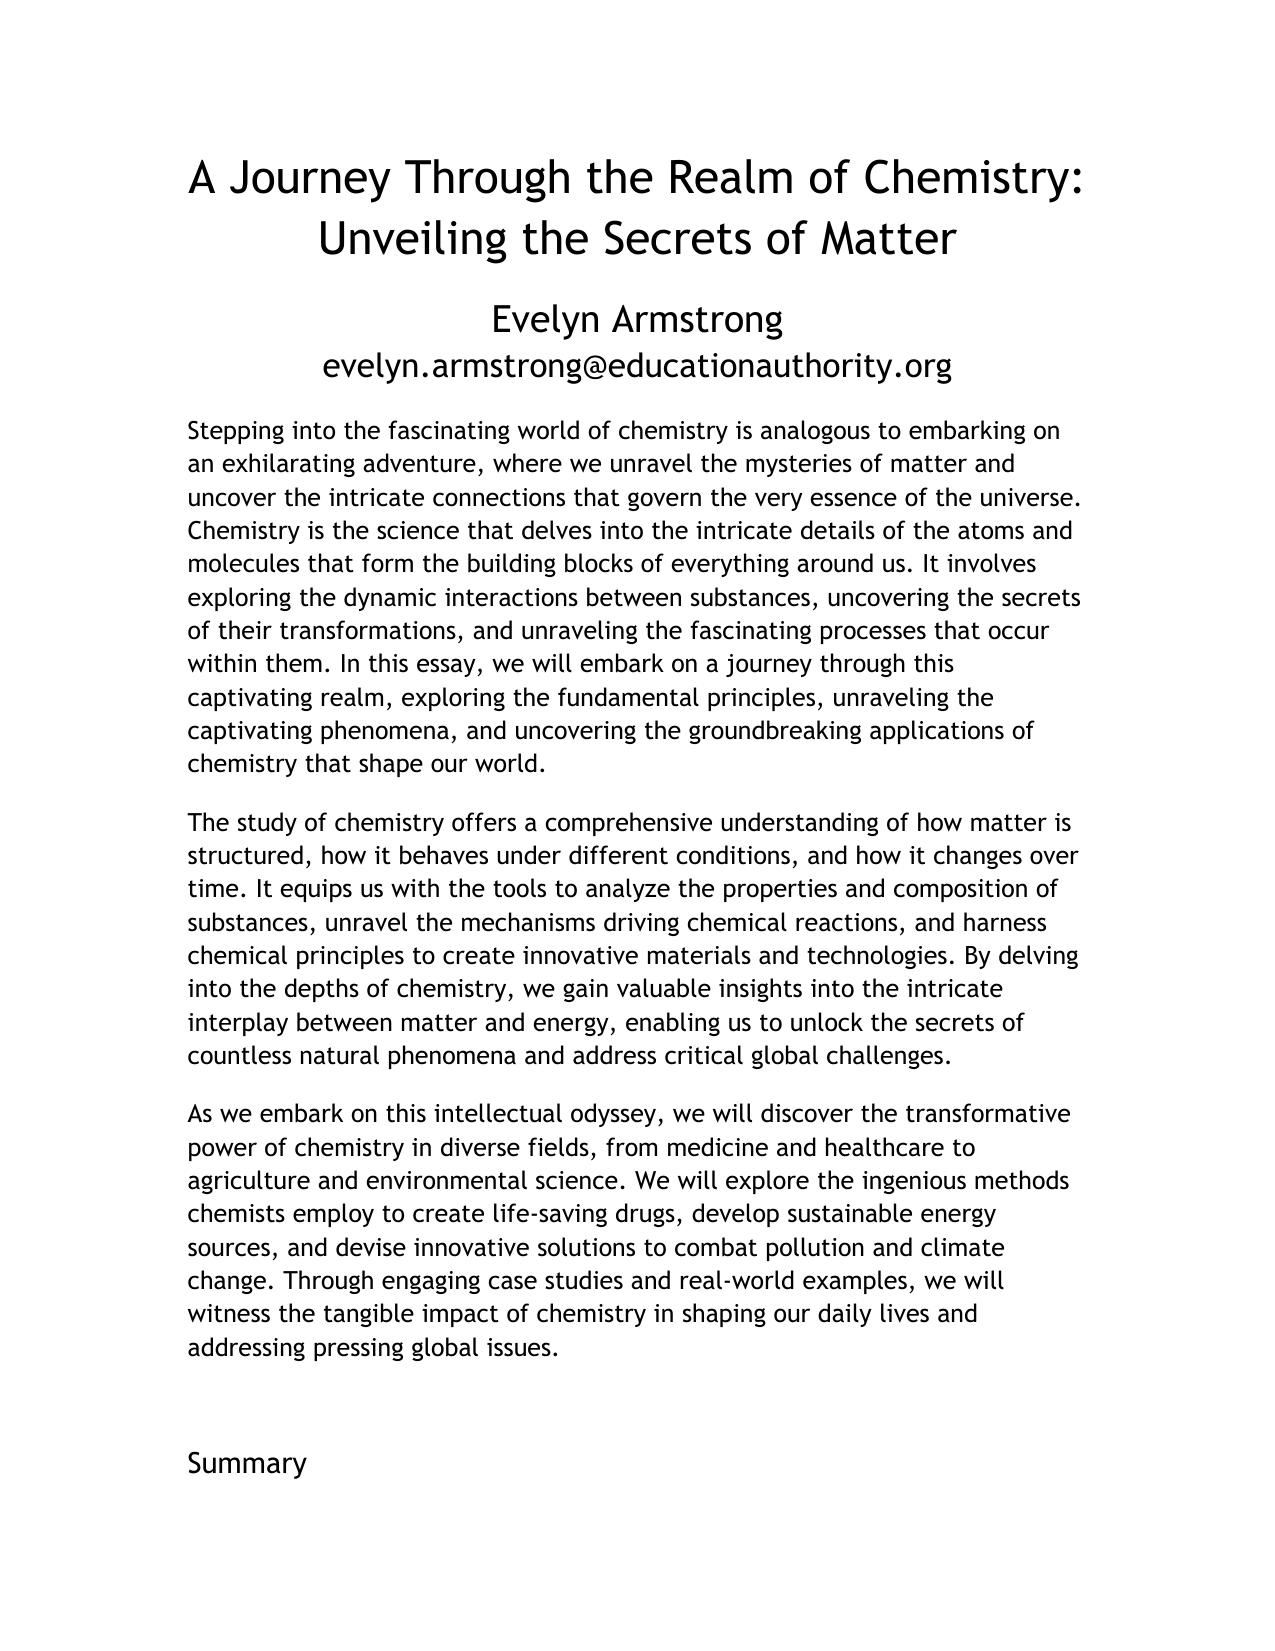 A Journey Through the Realm of Chemistry:
Unveiling the Secrets of Matter
Evelyn Armstrong
evelyn.armstrong@educationauthority.org
Stepping into the fascinating world of chemistry is analogous to embarking on
an exhilarating adventure, where we unravel the mysteries of matter and
uncover the intricate connections that govern the very essence of the universe.
Chemistry is the science that delves into the intricate details of the atoms and
molecules that form the building blocks of everything around us. It involves
exploring the dynamic interactions between substances, uncovering the secrets
of their transformations, and unraveling the fascinating processes that occur
within them. In this essay, we will embark on a journey through this
captivating realm, exploring the fundamental principles, unraveling the
captivating phenomena, and uncovering the groundbreaking applications of
chemistry that shape our world.
The study of chemistry offers a comprehensive understanding of how matter is
structured, how it behaves under different conditions, and how it changes over
time. It equips us with the tools to analyze the properties and composition of
substances, unravel the mechanisms driving chemical reactions, and harness
chemical principles to create innovative materials and technologies. By delving
into the depths of chemistry, we gain valuable insights into the intricate
interplay between matter and energy, enabling us to unlock the secrets of
countless natural phenomena and address critical global challenges.
As we embark on this intellectual odyssey, we will discover the transformative
power of chemistry in diverse fields, from medicine and healthcare to
agriculture and environmental science. We will explore the ingenious methods
chemists employ to create life-saving drugs, develop sustainable energy
sources, and devise innovative solutions to combat pollution and climate
change. Through engaging case studies and real-world examples, we will
witness the tangible impact of chemistry in shaping our daily lives and
addressing pressing global issues.
Summary